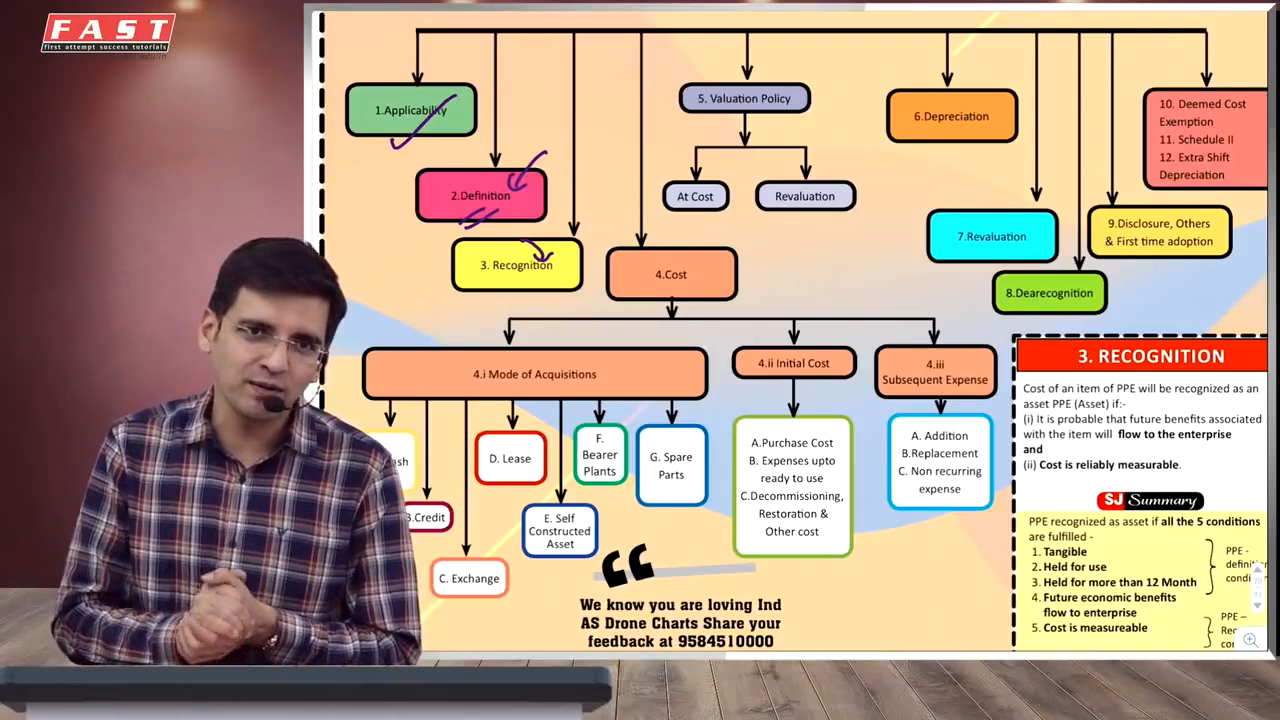 FAST
first attempt success tutorials
edu.in
1.Applicability
2.Definition
3. Recognition
4.Cost
5. Valuation Policy
At Cost
Revaluation
6.Depreciation
7.Revaluation
8.Dearecognition
9.Disclosure, Others
& First time adoption
10. Deemed Cost
Exemption
11. Schedule II
12. Extra Shift
Depreciation
4.i Mode of Acquisitions
4.ii Initial Cost
4.iii
Subsequent Expense
B.Credit
C. Exchange
D. Lease
E. Self
Constructed
Asset
F.
Bearer
Plants
G. Spare
Parts
A.Purchase Cost
B. Expenses upto
ready to use
C.Decommissioning,
Restoration &
Other cost
A. Addition
B.Replacement
C. Non recurring
expense
We know you are loving Ind
AS Drone Charts Share your
feedback at 9584510000
3. RECOGNITION
Cost of an item of PPE will be recognized as an
asset PPE (Asset) if:-
(i) It is probable that future benefits associated
with the item will flow to the enterprise
and
(ii) Cost is reliably measurable.
SJ Summary
PPE recognized as asset if all the 5 conditions
are fulfilled -
1. Tangible
2. Held for use
3. Held for more than 12 Month
4. Future economic benefits
flow to enterprise
5. Cost is measureable
PPE -
PPE –